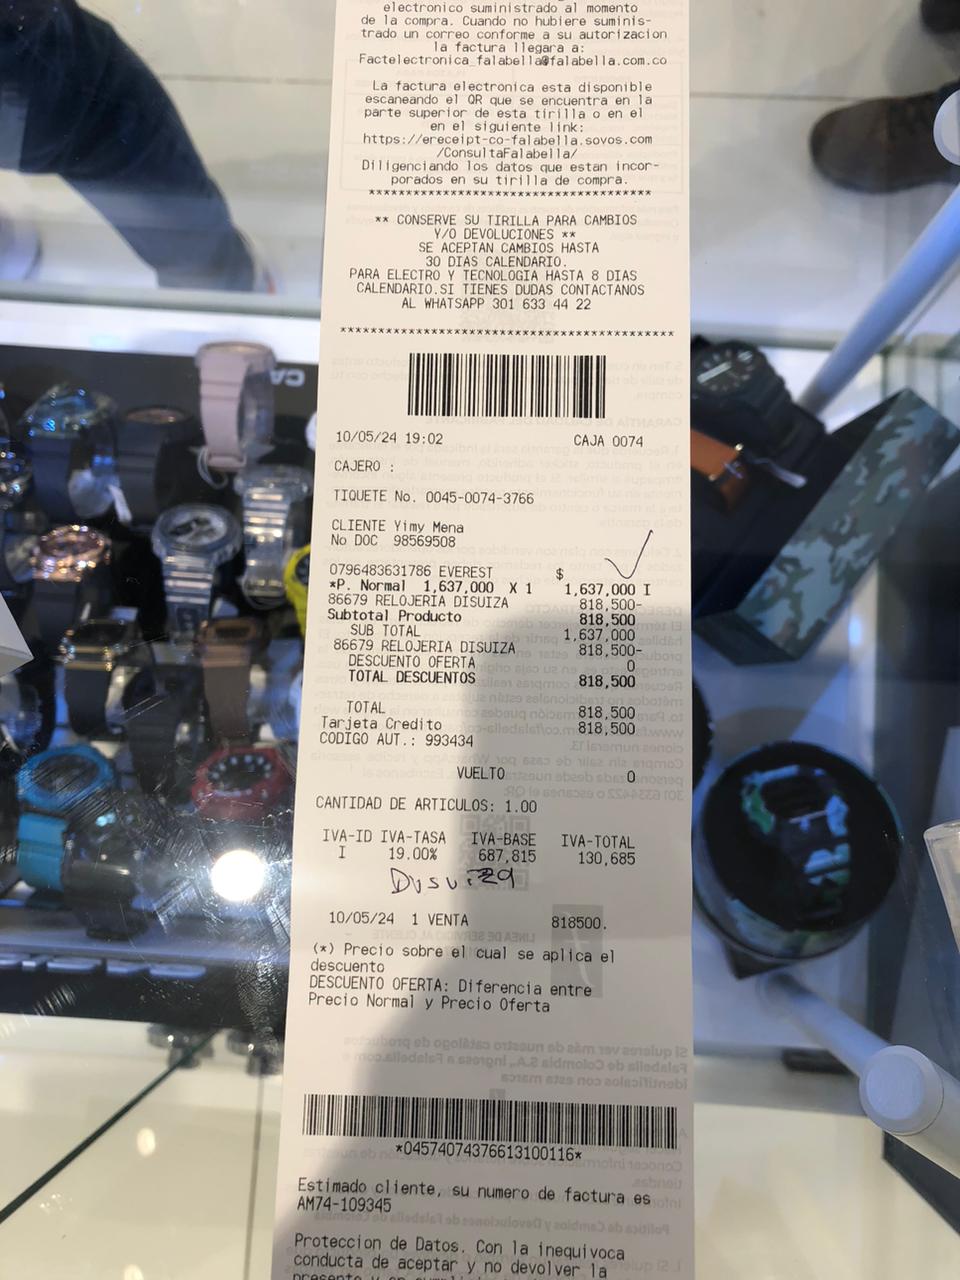 electronico suministrado al momento
de la compra. Cuando no hubiere suminis-
trado un correo conforme a su autorizacion
la factura llegara a:
Factelectronica_falabella@falabella.com.co
La factura electronica esta disponible
escaneando el QR que se encuentra en la
parte superior de esta tirilla o en el
en el siguiente link:
https://ereceipt-co-falabella.sovos.com
/ConsultaFalabella/
Diligenciando los datos que estan incor-
porados en su tirilla de compra.
****************************************
** CONSERVE SU TIRILLA PARA CAMBIOS
Y/O DEVOLUCIONES **
SE ACEPTAN CAMBIOS HASTA
30 DIAS CALENDARIO.
PARA ELECTRO Y TECNOLOGIA HASTA 8 DIAS
CALENDARIO.SI TIENES DUDAS CONTACTANOS
AL WHATSAPP 301 633 44 22
****************************************
10/05/24 19:02 CAJA 0074
CAJERO :
TIQUETE No. 0045-0074-3766
CLIENTE Yimy Mena
No DOC 98569508
0796483631786 EVEREST $
*P. Normal 1,637,000 X 1 1,637,000 I
86679 RELOJERIA DISUIZA 818,500-
Subtotal Producto 818,500
SUB TOTAL 1,637,000
86679 RELOJERIA DISUIZA 818,500-
DESCUENTO OFERTA 0
TOTAL DESCUENTOS 818,500
TOTAL 818,500
Tarjeta Credito 818,500
CODIGO AUT.: 993434
VUELTO 0
CANTIDAD DE ARTICULOS: 1.00
IVA-ID IVA-TASA IVA-BASE IVA-TOTAL
I 19.00% 687,815 130,685
10/05/24 1 VENTA 818500.
(*) Precio sobre el cual se aplica el
descuento
DESCUENTO OFERTA: Diferencia entre
Precio Normal y Precio Oferta
*04574074376613100116*
Estimado cliente, su numero de factura es
AM74-109345
Proteccion de Datos. Con la inequivoca
conducta de aceptar y no devolver la